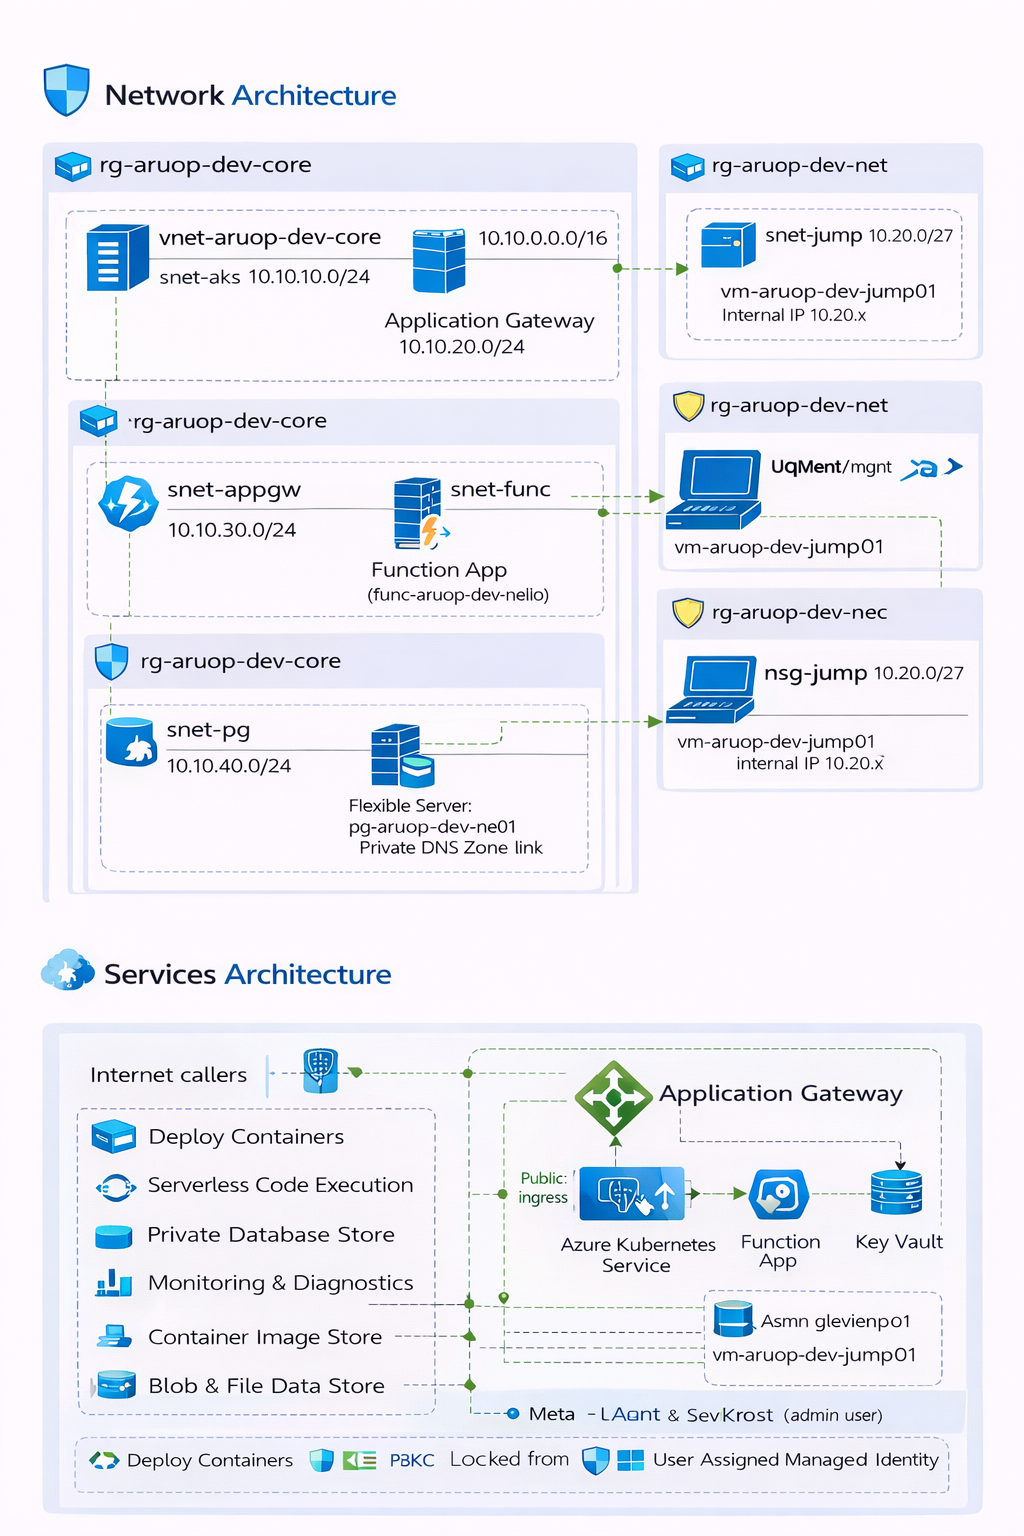 Network Architecture
rg-aruop-dev-core
vnet-aruop-dev-core
10.10.0.0/16
snet-aks 10.10.10.0/24
Application Gateway
10.10.20.0/24
rg-aruop-dev-net
snet-jump 10.20.0/27
vm-aruop-dev-jump01
Internal IP 10.20.x
rg-aruop-dev-core
snet-appgw
10.10.30.0/24
snet-func
Function App
(func-aruop-dev-nelio)
rg-aruop-dev-net
UqMent/mgnt
vm-aruop-dev-jump01
rg-aruop-dev-core
snet-pg
10.10.40.0/24
Flexible Server:
pg-aruop-dev-ne01
Private DNS Zone link
rg-aruop-dev-nec
nsg-jump 10.20.0/27
vm-aruop-dev-jump01
internal IP 10.20.x
Services Architecture
Internet callers
Deploy Containers
Serverless Code Execution
Private Database Store
Monitoring & Diagnostics
Container Image Store
Blob & File Data Store
Application Gateway
Public:
ingress
Azure Kubernetes
Service
Function
App
Key Vault
Asmn glevienpo1
vm-aruop-dev-jump01
Meta - LAɑnt & SevKrost (admin user)
Deploy Containers
PBKC Locked from
User Assigned Managed Identity